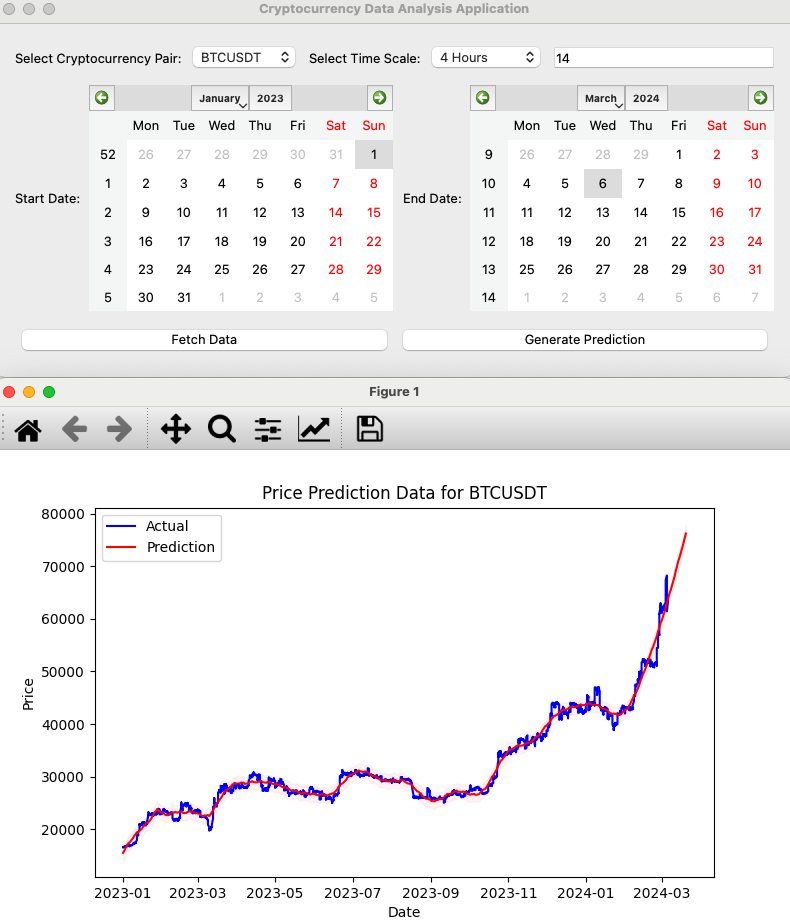 Cryptocurrency Data Analysis Application
Select Cryptocurrency Pair: BTCUSDT Select Time Scale: 4 Hours 14
January 2023
Mon Tue Wed Thu Fri Sat Sun
52 26 27 28 29 30 31 1
1 2 3 4 5 6 7 8
2 9 10 11 12 13 14 15
3 16 17 18 19 20 21 22
4 23 24 25 26 27 28 29
5 30 31 1 2 3 4 5
Start Date:
March 2024
Mon Tue Wed Thu Fri Sat Sun
9 26 27 28 29 1 2 3
10 4 5 6 7 8 9 10
11 11 12 13 14 15 16 17
12 18 19 20 21 22 23 24
13 25 26 27 28 29 30 31
14 1 2 3 4 5 6 7
End Date:
Fetch Data Generate Prediction
Figure 1
Price Prediction Data for BTCUSDT
Actual
Prediction
80000
70000
60000
50000
40000
30000
20000
Price
2023-01 2023-03 2023-05 2023-07 2023-09 2023-11 2024-01 2024-03
Date